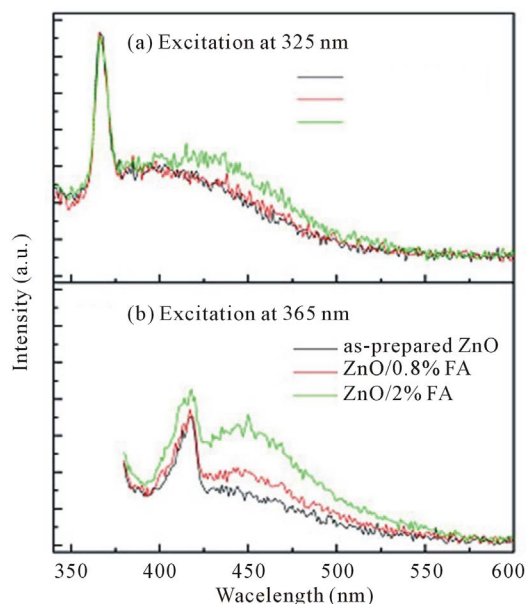 (a) Excitation at 325 nm
Intensity (a.u.)
(b) Excitation at 365 nm
as-prepared ZnO
ZnO/0.8% FA
ZnO/2% FA
350 400 450 500 550 600
Wavelength (nm)